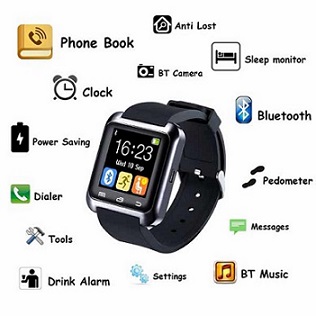 Anti Lost
Phone Book
Sleep monitor
BT Camera
Clock
Bluetooth
Power Saving
16:23
Wed 10 Sep
Pedometer
Dialer
Messages
Tools
Drink Alarm
Settings
BT Music